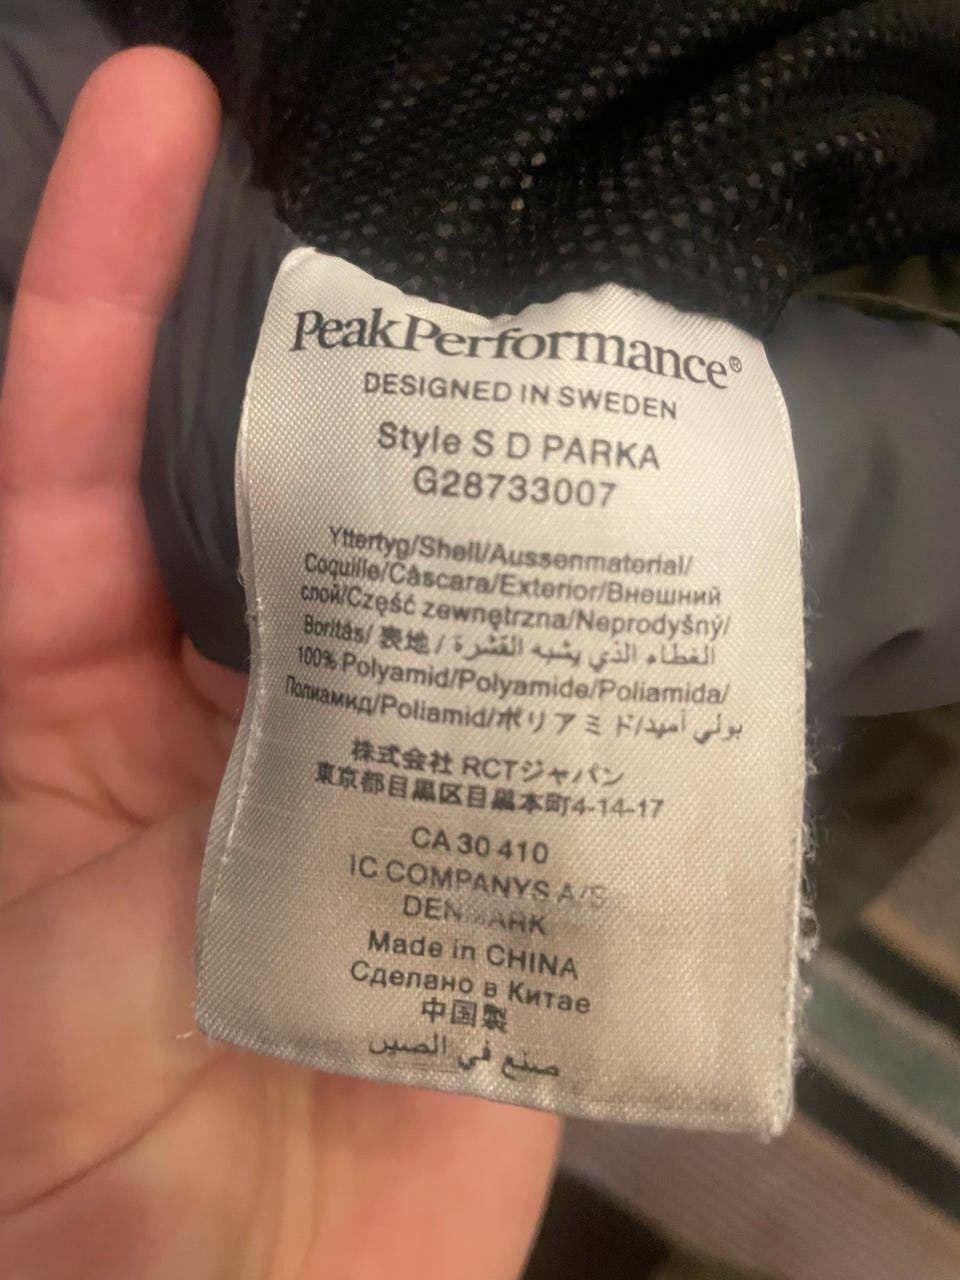 PeakPerformance®
DESIGNED IN SWEDEN
Style S D PARKA
G28733007
Yttertyg/Shell/Aussenmaterial/
Coquille/Càscara/Exterior/Внешний
слой/Część zewnętrzna/Neprodyšný/
Borítás/表地/الغطاء الذي يشبه القشرة
100% Polyamid/Polyamide/Poliamida/
Полиамид/Poliamid/ポリアミド/بولي أميد
株式会社 RCTジャパン
東京都目黒区目黒本町4-14-17
CA 30 410
IC COMPANYS A/S
DENMARK
Made in CHINA
Сделано в Китае
中国製
صنع في الصين